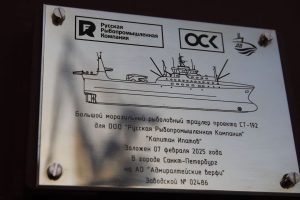 Русская
Рыбопромышленная
Компания
ОСК
Большой морозильный рыболовный траулер проекта СТ-192
для ООО "Русская Рыбопромышленная Компания"
"Капитан Ипатов"
Заложен 07 февраля 2025 года
В городе Санкт-Петербург
на АО "Адмиралтейские верфи"
Заводской № 02486